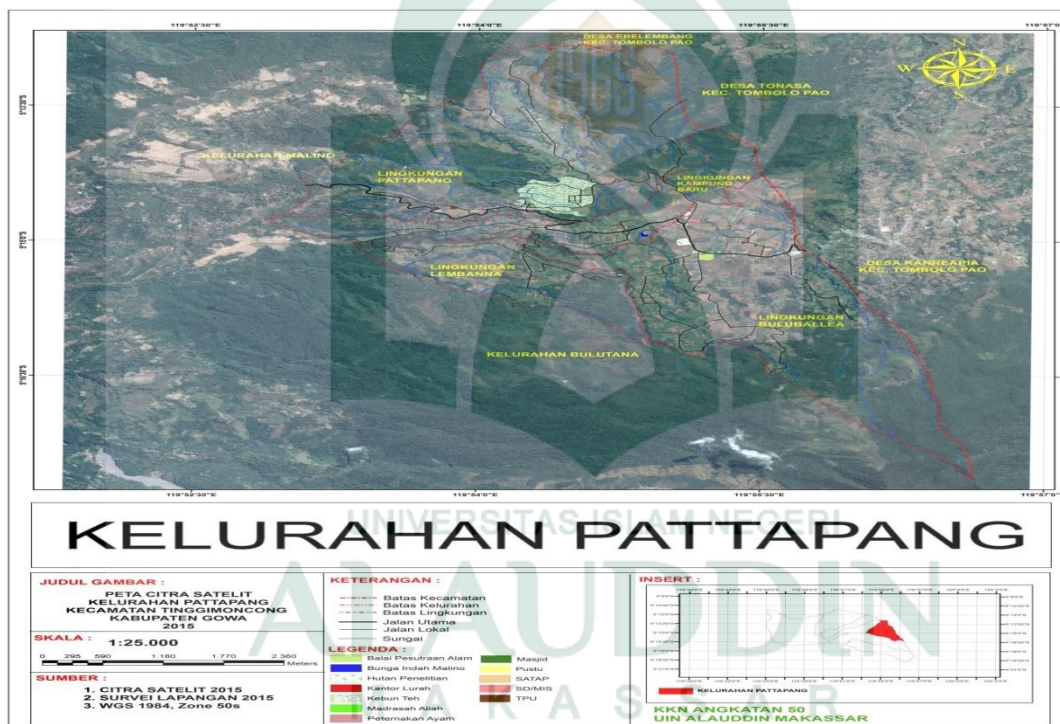 119°52'30"E 119°54'0"E 119°55'30"E 119°57'0"E
DESA ERELEMBANG
KEC. TOMBOLO PAO
N
W E
S
DESA TONASA
KEC. TOMBOLO PAO
KELURAHAN MALINO
LINGKUNGAN
PATTAPANG
LINGKUNGAN
KAMPUNG
BARU
LINGKUNGAN
LEMBANNA
DESA KANREAPIA
KEC. TOMBOLO PAO
LINGKUNGAN
BULUBALLEA
KELURAHAN BULUTANA
119°52'30"E 119°54'0"E 119°55'30"E 119°57'0"E
UNIVERSITAS ISLAM NEGERI
KELURAHAN PATTAPANG
ALAUDDIN
MAKASSAR
JUDUL GAMBAR :
PETA CITRA SATELIT
KELURAHAN PATTAPANG
KECAMATAN TINGGIMONCONG
KABUPATEN GOWA
2015
SKALA :
1:25.000
0 295 590 1.180 1.770 2.360
Meters
SUMBER :
1. CITRA SATELIT 2015
2. SURVEI LAPANGAN 2015
3. WGS 1984, Zone 50s
KETERANGAN :
Batas Kecamatan
Batas Kelurahan
Batas Lingkungan
Jalan Utama
Jalan Lokal
Sungai
LEGENDA :
Balai Pesutraan Alam
Bunga Indah Malino
Hutan Penelitian
Kantor Lurah
Kebun Teh
Madrasah Aliah
Peternakan Ayam
Masjid
Pustu
SATAP
SD/MIS
TPU
INSERT :
KELURAHAN PATTAPANG
KKN ANGKATAN 50
UIN ALAUDDIN MAKASSAR